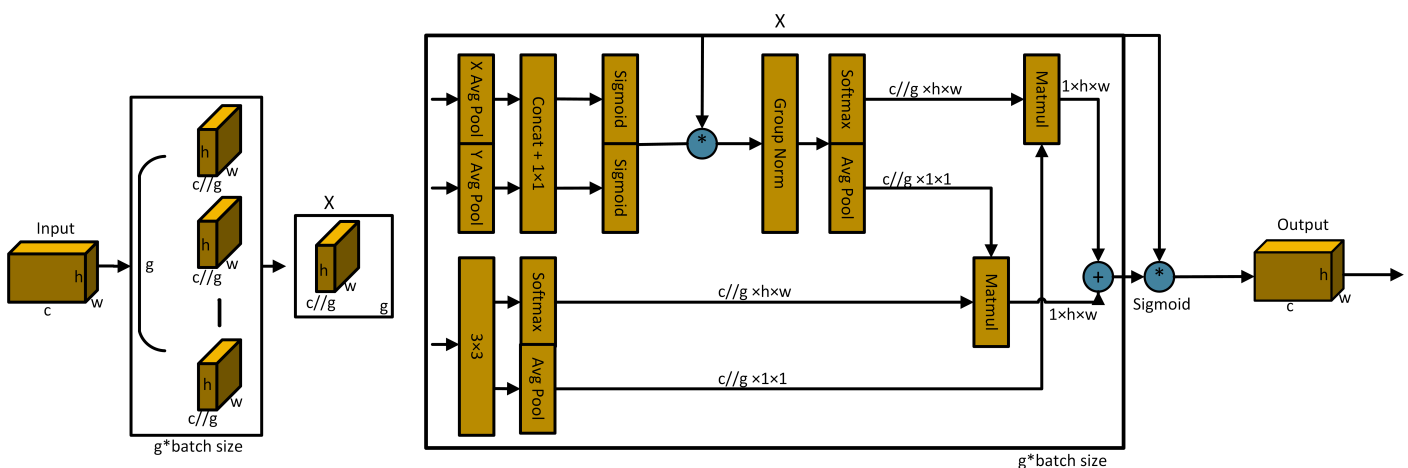 Input
h
w
c
g
h
w
c//g
h
w
c//g
h
w
c//g
g*batch size
X
h
w
c//g
g
X
X Avg Pool
Y Avg Pool
Concat + 1×1
Sigmoid
Sigmoid
*
Group Norm
Softmax
Avg Pool
c//g ×h×w
c//g ×1×1
Matmul
1×h×w
3×3
Softmax
Avg Pool
c//g ×h×w
c//g ×1×1
Matmul
1×h×w
+
*
Sigmoid
g*batch size
Output
h
w
c